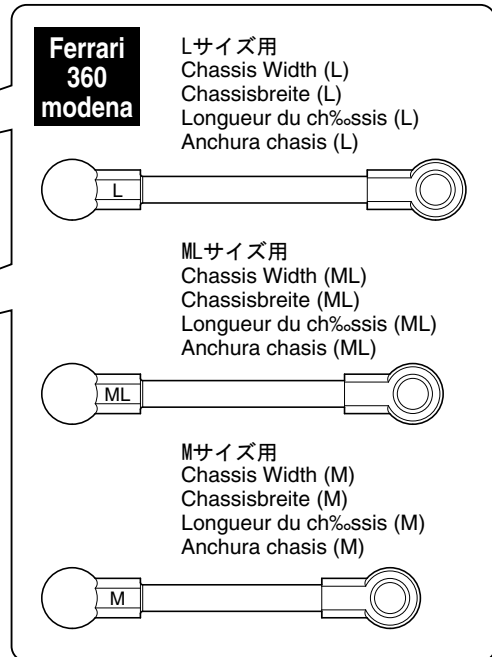 Ferrari
360
modena
Lサイズ用
Chassis Width (L)
Chassisbreite (L)
Longueur du ch‰ssis (L)
Anchura chasis (L)
L
MLサイズ用
Chassis Width (ML)
Chassisbreite (ML)
Longueur du ch‰ssis (ML)
Anchura chasis (ML)
ML
Mサイズ用
Chassis Width (M)
Chassisbreite (M)
Longueur du ch‰ssis (M)
Anchura chasis (M)
M